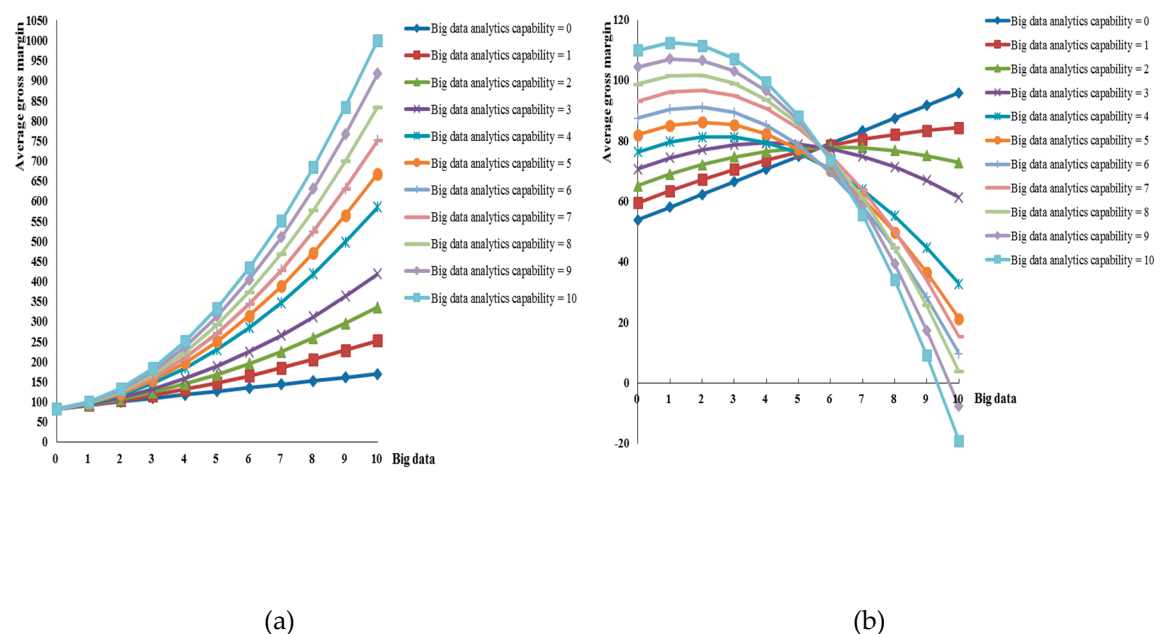 Average gross margin
1050
1000
950
900
850
800
750
700
650
600
550
500
450
400
350
300
250
200
150
100
50
0
0 1 2 3 4 5 6 7 8 9 10 Big data
Big data analytics capability = 0
Big data analytics capability = 1
Big data analytics capability = 2
Big data analytics capability = 3
Big data analytics capability = 4
Big data analytics capability = 5
Big data analytics capability = 6
Big data analytics capability = 7
Big data analytics capability = 8
Big data analytics capability = 9
Big data analytics capability = 10
(a)
Average gross margin
120
100
80
60
40
20
0
-20
0 1 2 3 4 5 6 7 8 9 10 Big data
Big data analytics capability = 0
Big data analytics capability = 1
Big data analytics capability = 2
Big data analytics capability = 3
Big data analytics capability = 4
Big data analytics capability = 5
Big data analytics capability = 6
Big data analytics capability = 7
Big data analytics capability = 8
Big data analytics capability = 9
Big data analytics capability = 10
(b)